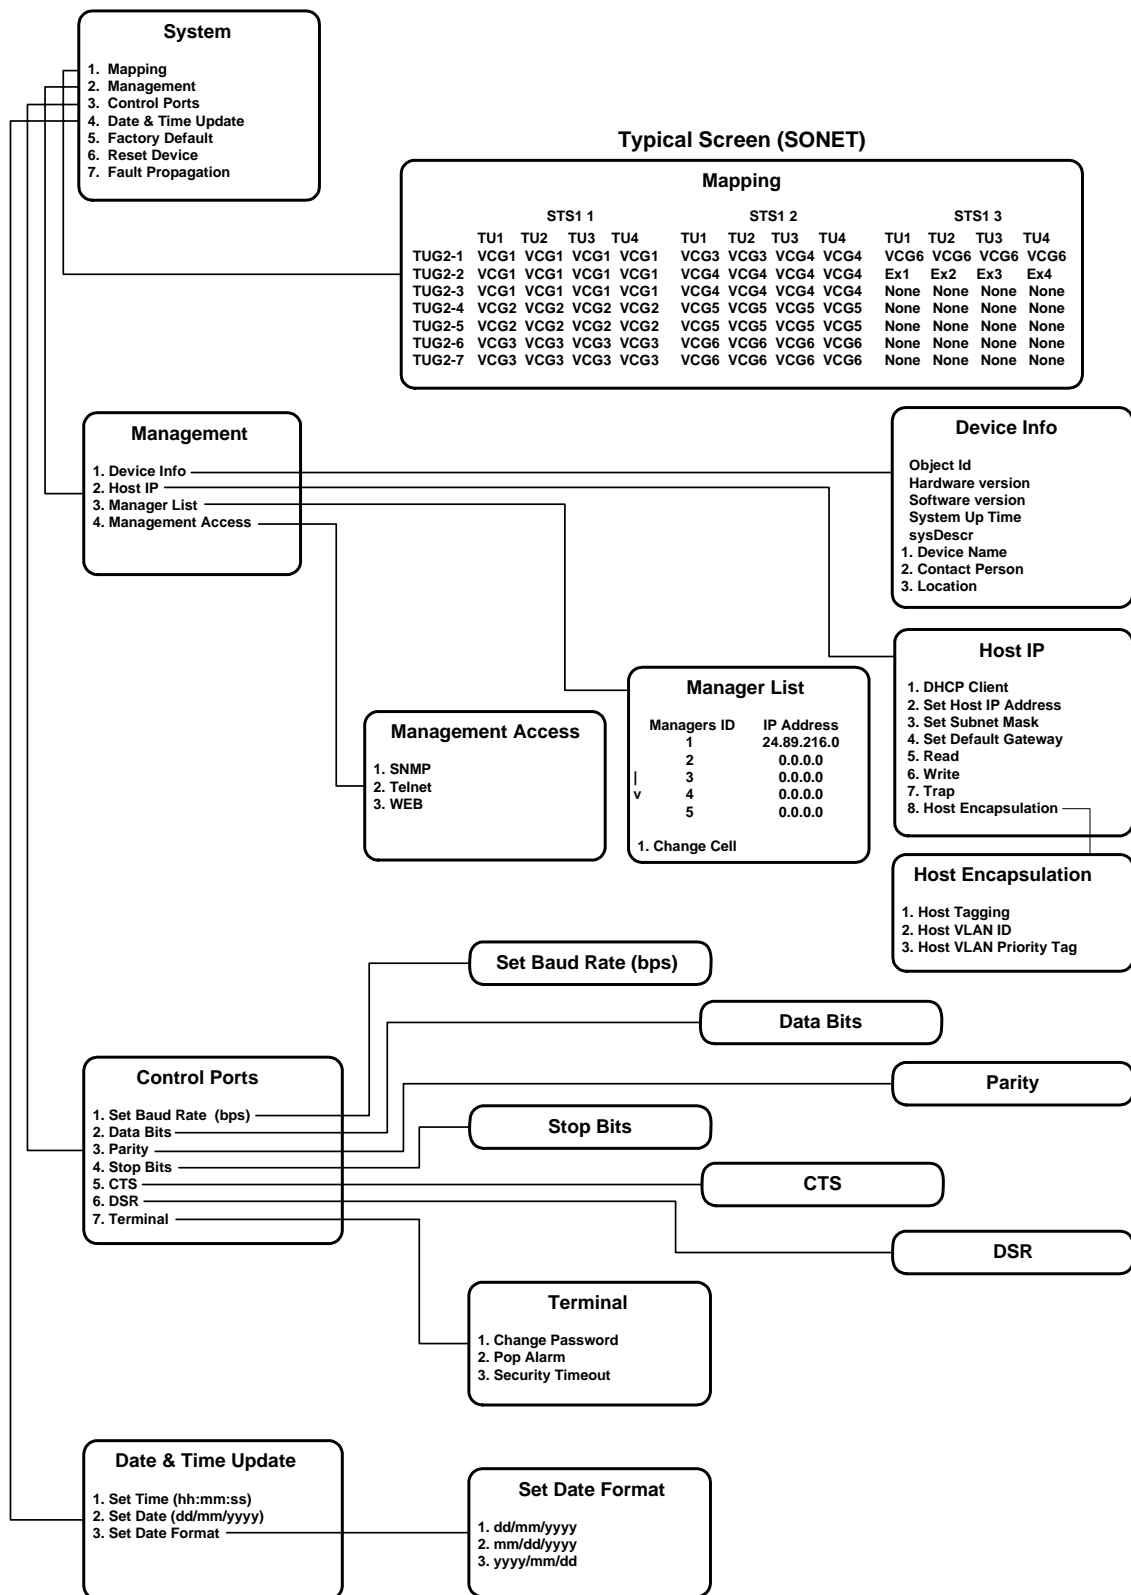 System
1. Mapping
2. Management
3. Control Ports
4. Date & Time Update
5. Factory Default
6. Reset Device
7. Fault Propagation
Typical Screen (SONET)
Mapping
STS1 1 STS1 2 STS1 3
TU1 TU2 TU3 TU4 TU1 TU2 TU3 TU4 TU1 TU2 TU3 TU4
TUG2-1 VCG1 VCG1 VCG1 VCG1 VCG3 VCG3 VCG4 VCG4 VCG6 VCG6 VCG6 VCG6
TUG2-2 VCG1 VCG1 VCG1 VCG1 VCG4 VCG4 VCG4 VCG4 Ex1 Ex2 Ex3 Ex4
TUG2-3 VCG1 VCG1 VCG1 VCG1 VCG4 VCG4 VCG4 VCG4 None None None None
TUG2-4 VCG2 VCG2 VCG2 VCG2 VCG5 VCG5 VCG5 VCG5 None None None None
TUG2-5 VCG2 VCG2 VCG2 VCG2 VCG5 VCG5 VCG5 VCG5 None None None None
TUG2-6 VCG3 VCG3 VCG3 VCG3 VCG6 VCG6 VCG6 VCG6 None None None None
TUG2-7 VCG3 VCG3 VCG3 VCG3 VCG6 VCG6 VCG6 VCG6 None None None None
Management
1. Device Info
2. Host IP
3. Manager List
4. Management Access
Device Info
Object Id
Hardware version
Software version
System Up Time
sysDescr
1. Device Name
2. Contact Person
3. Location
Host IP
1. DHCP Client
2. Set Host IP Address
3. Set Subnet Mask
4. Set Default Gateway
5. Read
6. Write
7. Trap
8. Host Encapsulation
Manager List
Managers ID IP Address
1 24.89.216.0
2 0.0.0.0
| 3 0.0.0.0
v 4 0.0.0.0
5 0.0.0.0
1. Change Cell
Management Access
1. SNMP
2. Telnet
3. WEB
Host Encapsulation
1. Host Tagging
2. Host VLAN ID
3. Host VLAN Priority Tag
Set Baud Rate (bps)
Data Bits
Control Ports
1. Set Baud Rate (bps)
2. Data Bits
3. Parity
4. Stop Bits
5. CTS
6. DSR
7. Terminal
Parity
Stop Bits
CTS
DSR
Terminal
1. Change Password
2. Pop Alarm
3. Security Timeout
Date & Time Update
1. Set Time (hh:mm:ss)
2. Set Date (dd/mm/yyyy)
3. Set Date Format
Set Date Format
1. dd/mm/yyyy
2. mm/dd/yyyy
3. yyyy/mm/dd